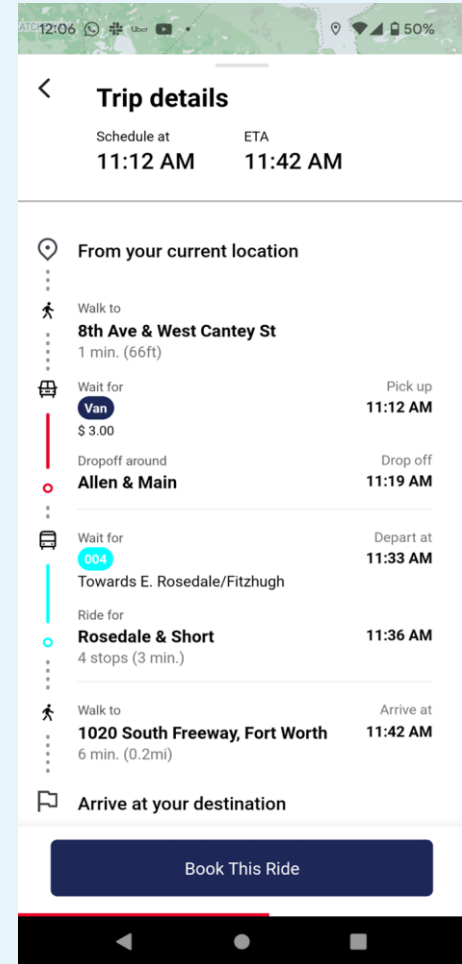 12:06 Uber 50%
Trip details
Schedule at ETA
11:12 AM 11:42 AM
From your current location
Walk to
8th Ave & West Cantey St
1 min. (66ft)
Wait for Pick up
Van 11:12 AM
$ 3.00
Dropoff around Drop off
Allen & Main 11:19 AM
Wait for Depart at
004 11:33 AM
Towards E. Rosedale/Fitzhugh
Ride for
Rosedale & Short 11:36 AM
4 stops (3 min.)
Walk to Arrive at
1020 South Freeway, Fort Worth 11:42 AM
6 min. (0.2mi)
Arrive at your destination
Book This Ride